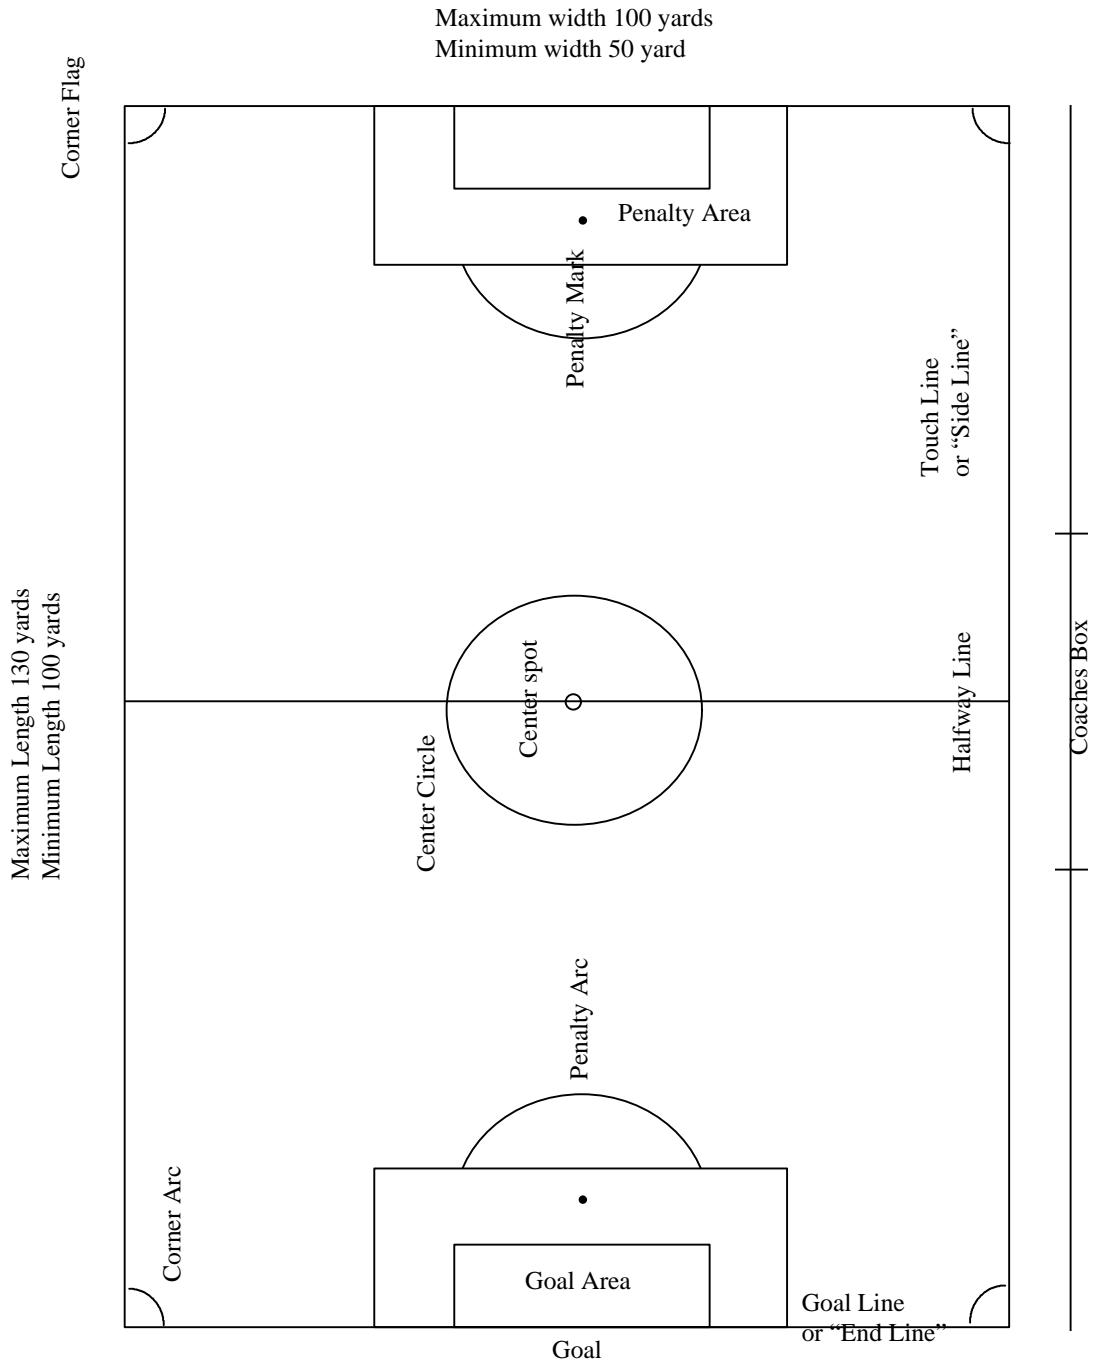 Maximum width 100 yards
Minimum width 50 yard
Corner Flag
Penalty Area
Penalty Mark
Touch Line
or “Side Line”
Maximum Length 130 yards
Minimum Length 100 yards
Center spot
Halfway Line
Coaches Box
Center Circle
Penalty Arc
Corner Arc
Goal Area
Goal Line
or “End Line”
Goal